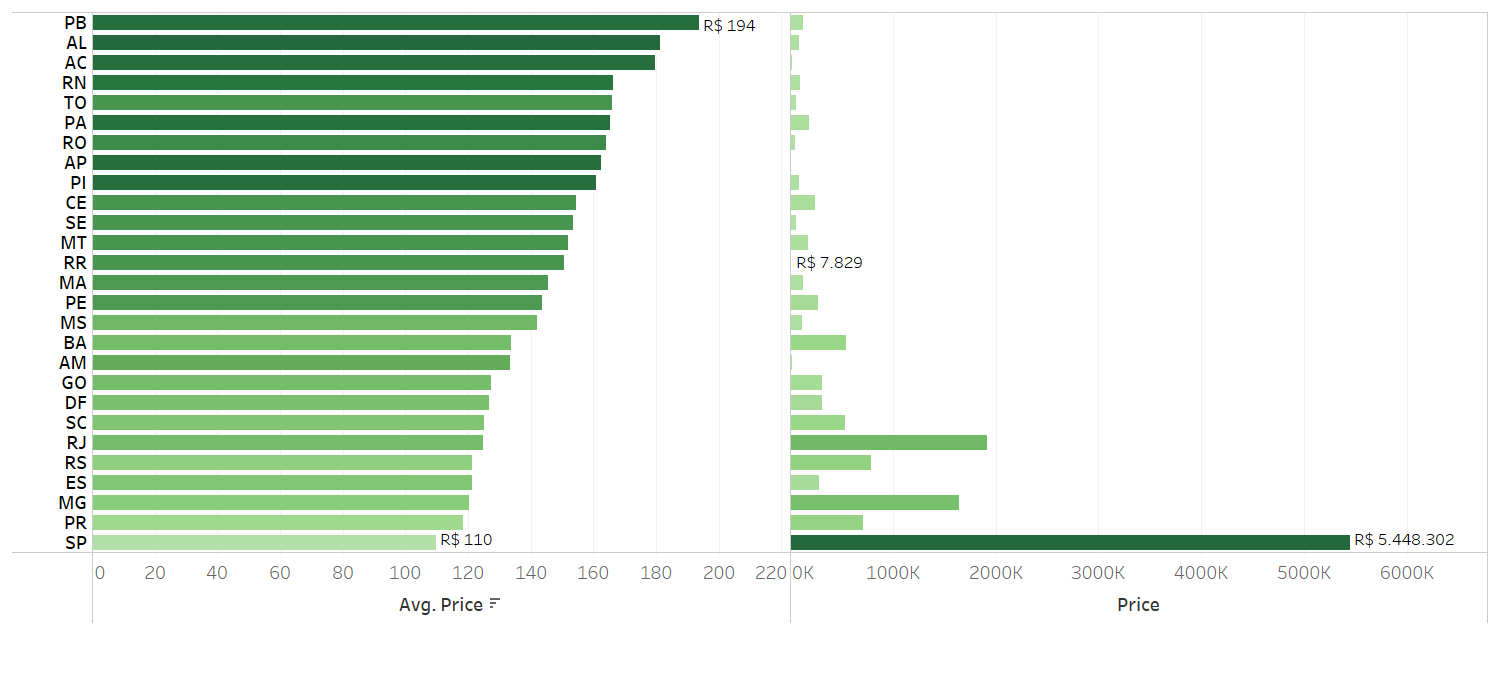 PB R$ 194
AL
AC
RN
TO
PA
RO
AP
PI
CE
SE
MT
RR R$ 7.829
MA
PE
MS
BA
AM
GO
DF
SC
RJ
RS
ES
MG
PR
SP R$ 110 R$ 5.448.302
0 20 40 60 80 100 120 140 160 180 200 220 0K 1000K 2000K 3000K 4000K 5000K 6000K
Avg. Price Price